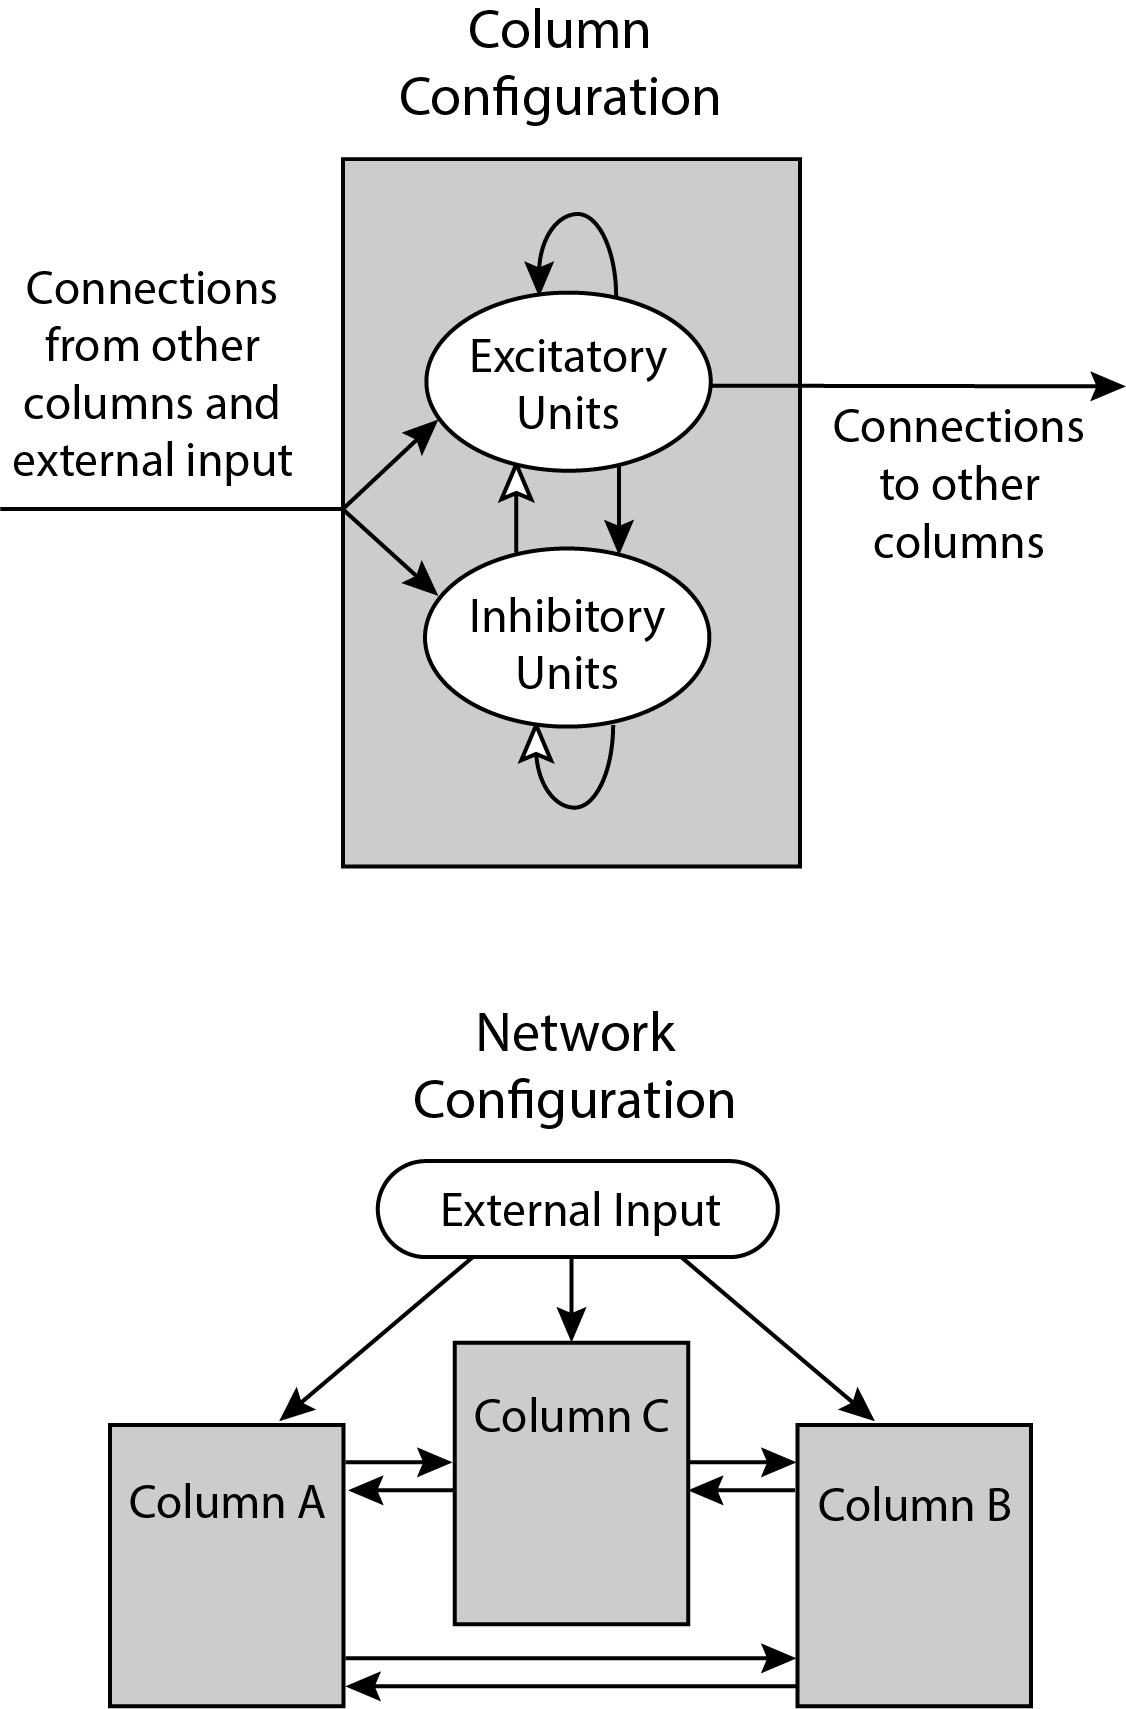 Column
Configuration
Connections
from other
columns and
external input
Excitatory
Units
Connections
to other
columns
Inhibitory
Units
Network
Configuration
External Input
Column C
Column A
Column B